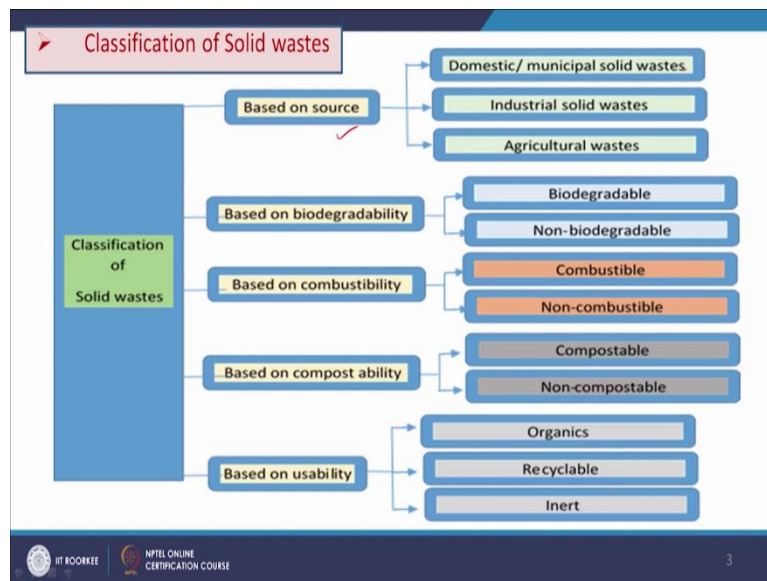 Classification of Solid wastes
Classification
of
Solid wastes
Based on source
Domestic/ municipal solid wastes.
Industrial solid wastes
Agricultural wastes
Based on biodegradability
Biodegradable
Non-biodegradable
Based on combustibility
Combustible
Non-combustible
Based on compost ability
Compostable
Non-compostable
Based on usability
Organics
Recyclable
Inert
IIT ROORKEE
NPTEL ONLINE
CERTIFICATION COURSE
3